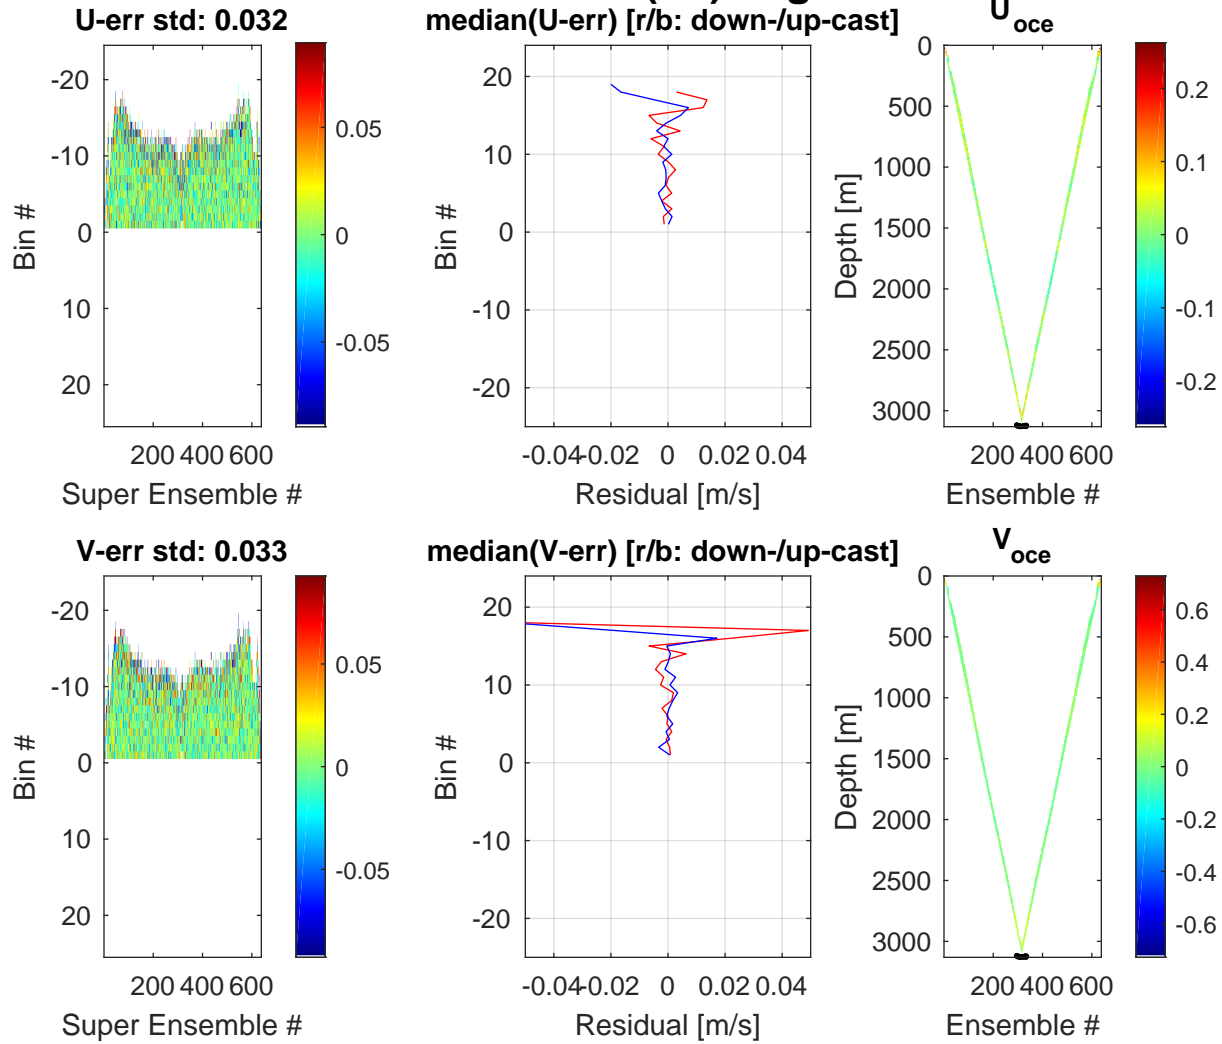 U-err std: 0.032
-20
-10
0
10
20
Bin #
200 400 600
Super Ensemble #
0.05
0
-0.05
median(U-err) [r/b: down-/up-cast]
20
10
0
-10
-20
Bin #
-0.04 -0.02 0 0.02 0.04
Residual [m/s]
U oce
0
500
1000
1500
2000
2500
3000
Depth [m]
200 400 600
Ensemble #
0.2
0.1
0
-0.1
-0.2
V-err std: 0.033
-20
-10
0
10
20
Bin #
200 400 600
Super Ensemble #
0.05
0
-0.05
median(V-err) [r/b: down-/up-cast]
20
10
0
-10
-20
Bin #
-0.04 -0.02 0 0.02 0.04
Residual [m/s]
V oce
0
500
1000
1500
2000
2500
3000
Depth [m]
200 400 600
Ensemble #
0.6
0.4
0.2
0
-0.2
-0.4
-0.6